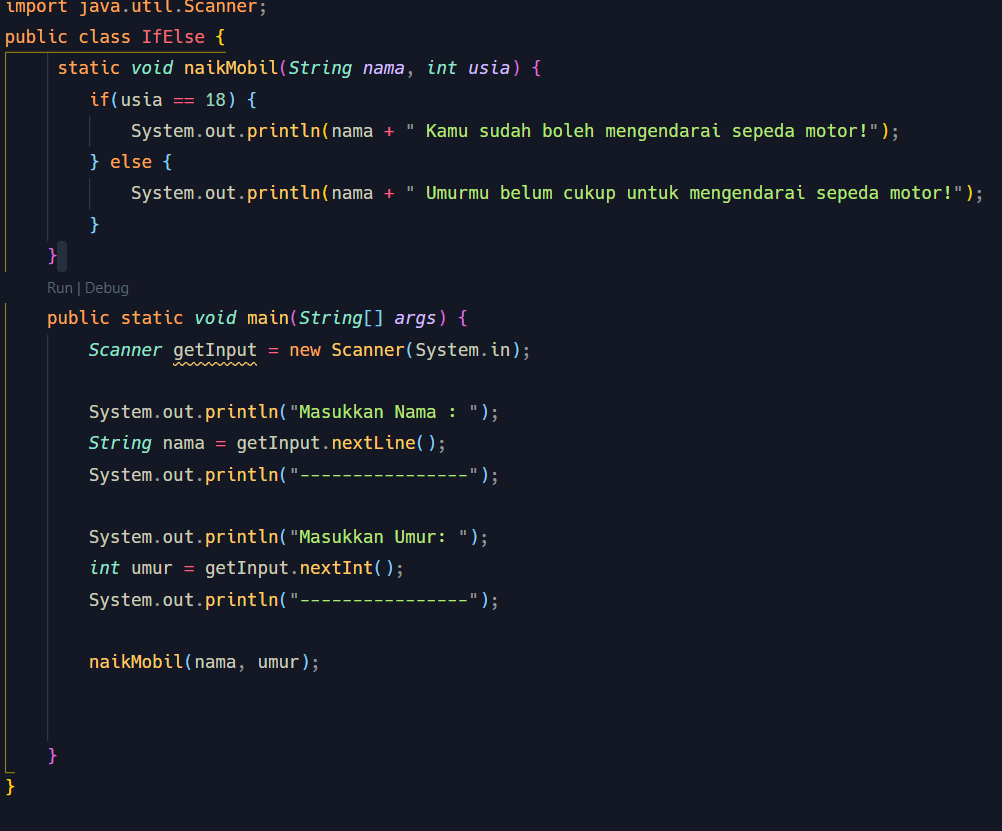 import java.util.Scanner;
public class IfElse {
static void naikMobil(String nama, int usia) {
if(usia == 18) {
System.out.println(nama + " Kamu sudah boleh mengendarai sepeda motor!");
} else {
System.out.println(nama + " Umurmu belum cukup untuk mengendarai sepeda motor!");
}
}
Run | Debug
public static void main(String[] args) {
Scanner getInput = new Scanner(System.in);
System.out.println("Masukkan Nama : ");
String nama = getInput.nextLine();
System.out.println("----------------");
System.out.println("Masukkan Umur: ");
int umur = getInput.nextInt();
System.out.println("----------------");
naikMobil(nama, umur);
}
}